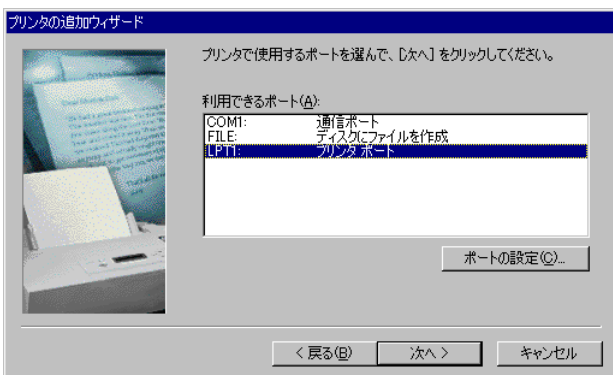 プリンタの追加ウィザード
プリンタで使用するポートを選んで、[次へ] をクリックしてください。
利用できるポート(A):
COM1: 通信ポート
FILE: ディスクにファイルを作成
LPT1: プリンタ ポート
ポートの設定(C)...
< 戻る(B) 次へ > キャンセル